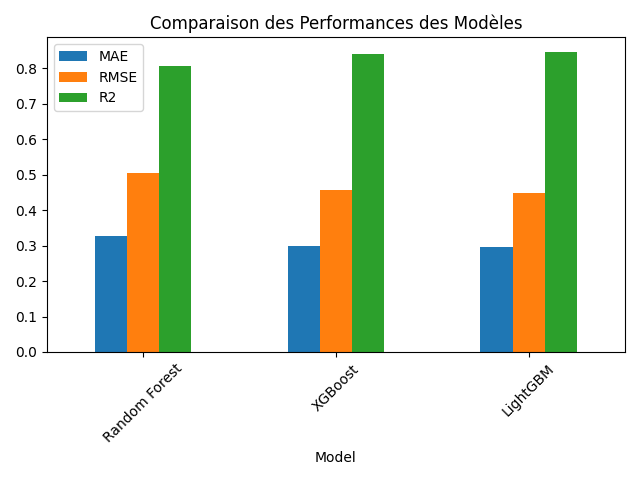 Comparaison des Performances des Modèles
MAE
RMSE
R2
0.8
0.7
0.6
0.5
0.4
0.3
0.2
0.1
0.0
Random Forest
XGBoost
LightGBM
Model